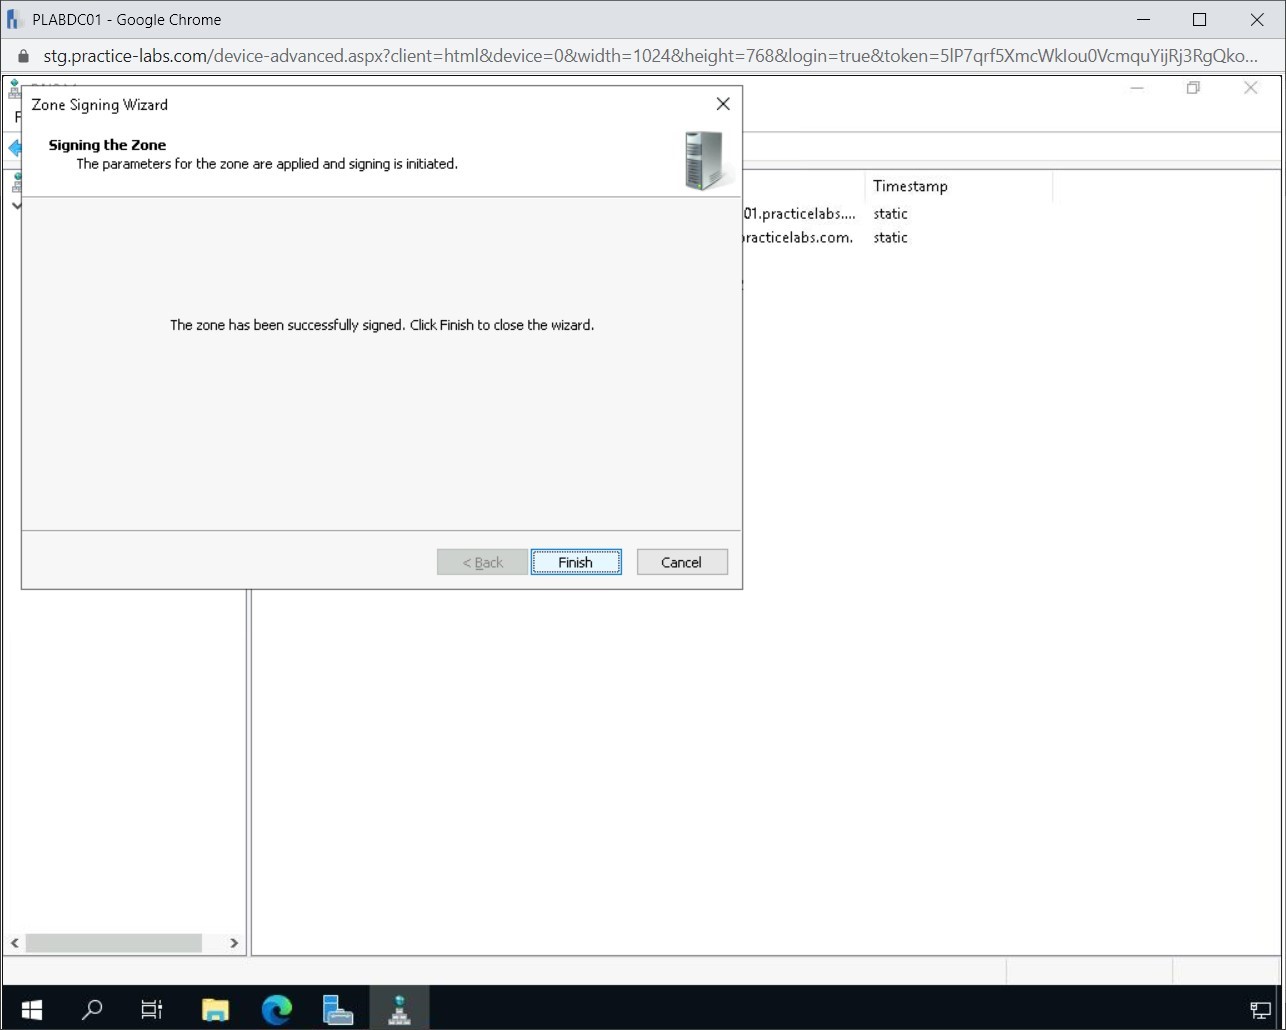 PLABDC01 - Google Chrome
stg.practice-labs.com/device-advanced.aspx?client=html&device=0&width=1024&height=768&login=true&token=5lP7qrf5XmcWkIou0VcmquYijRj3RgQko...
Zone Signing Wizard
F
Signing the Zone
The parameters for the zone are applied and signing is initiated.
Timestamp
01.practicelabs.... static
practicelabs.com. static
The zone has been successfully signed. Click Finish to close the wizard.
< Back Finish Cancel